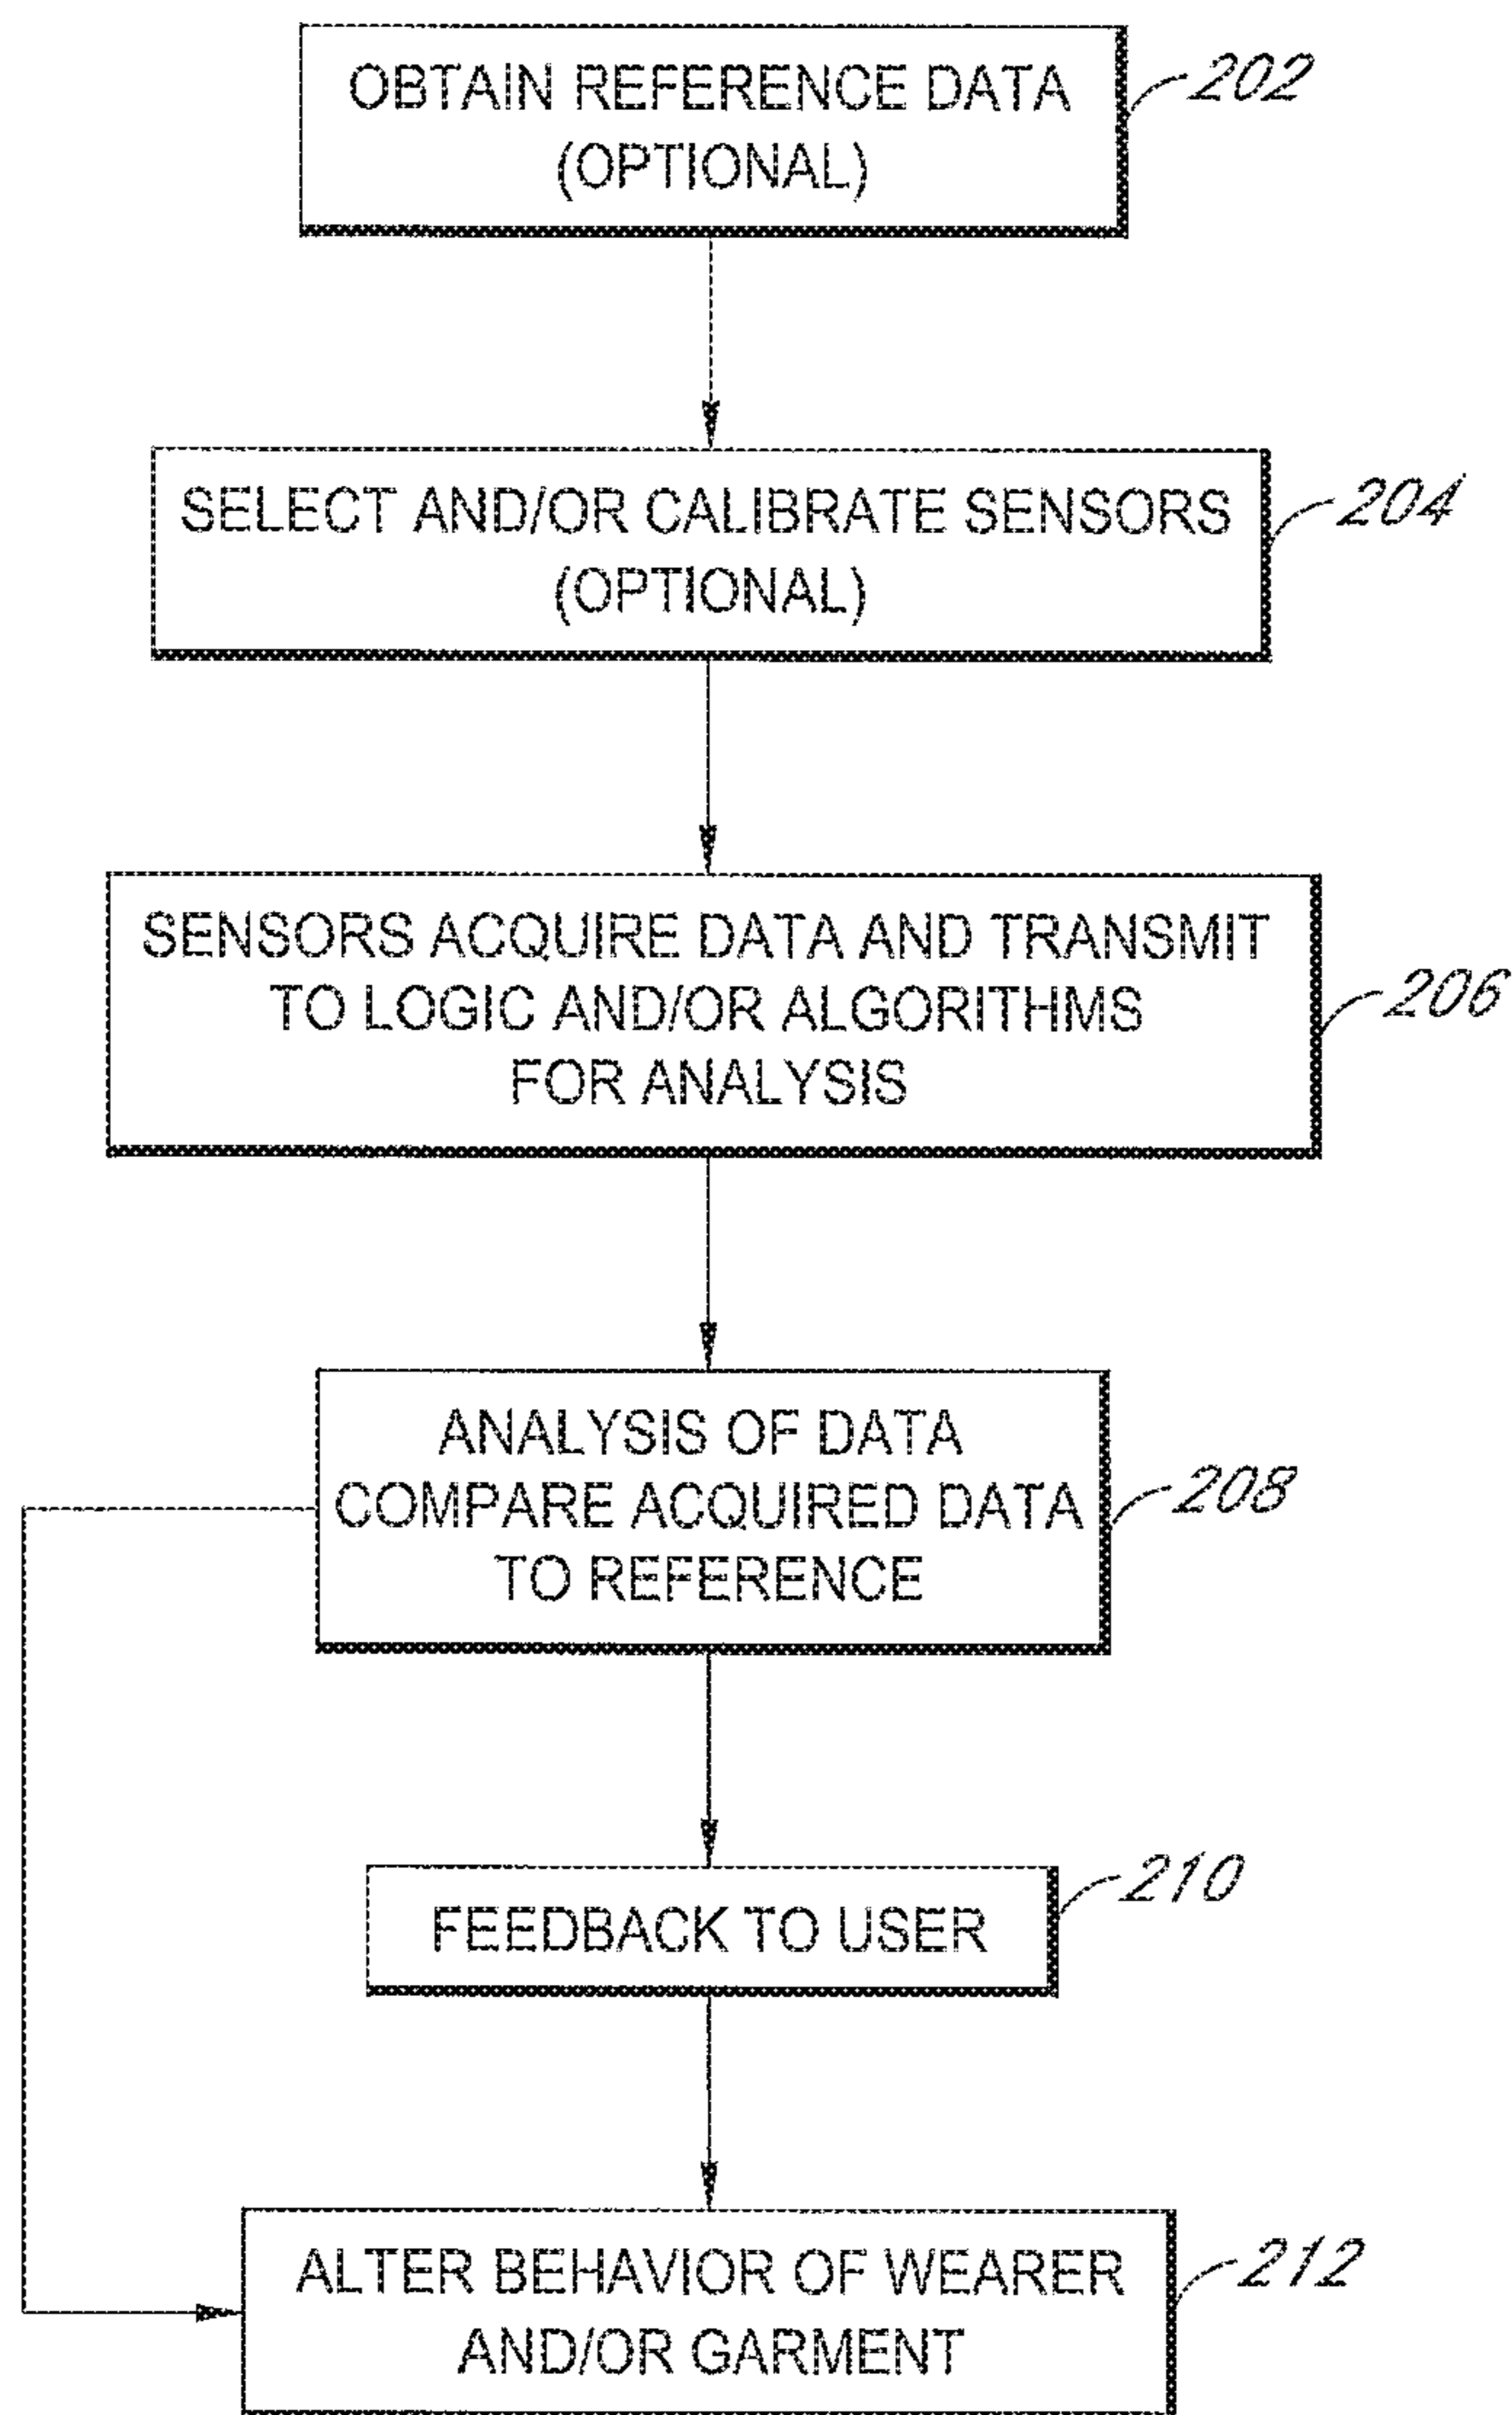 OBTAIN REFERENCE DATA
(OPTIONAL)
202
SELECT AND/OR CALIBRATE SENSORS
(OPTIONAL)
204
SENSORS ACQUIRE DATA AND TRANSMIT
TO LOGIC AND/OR ALGORITHMS
FOR ANALYSIS
206
ANALYSIS OF DATA
COMPARE ACQUIRED DATA
TO REFERENCE
208
FEEDBACK TO USER
210
ALTER BEHAVIOR OF WEARER
AND/OR GARMENT
212